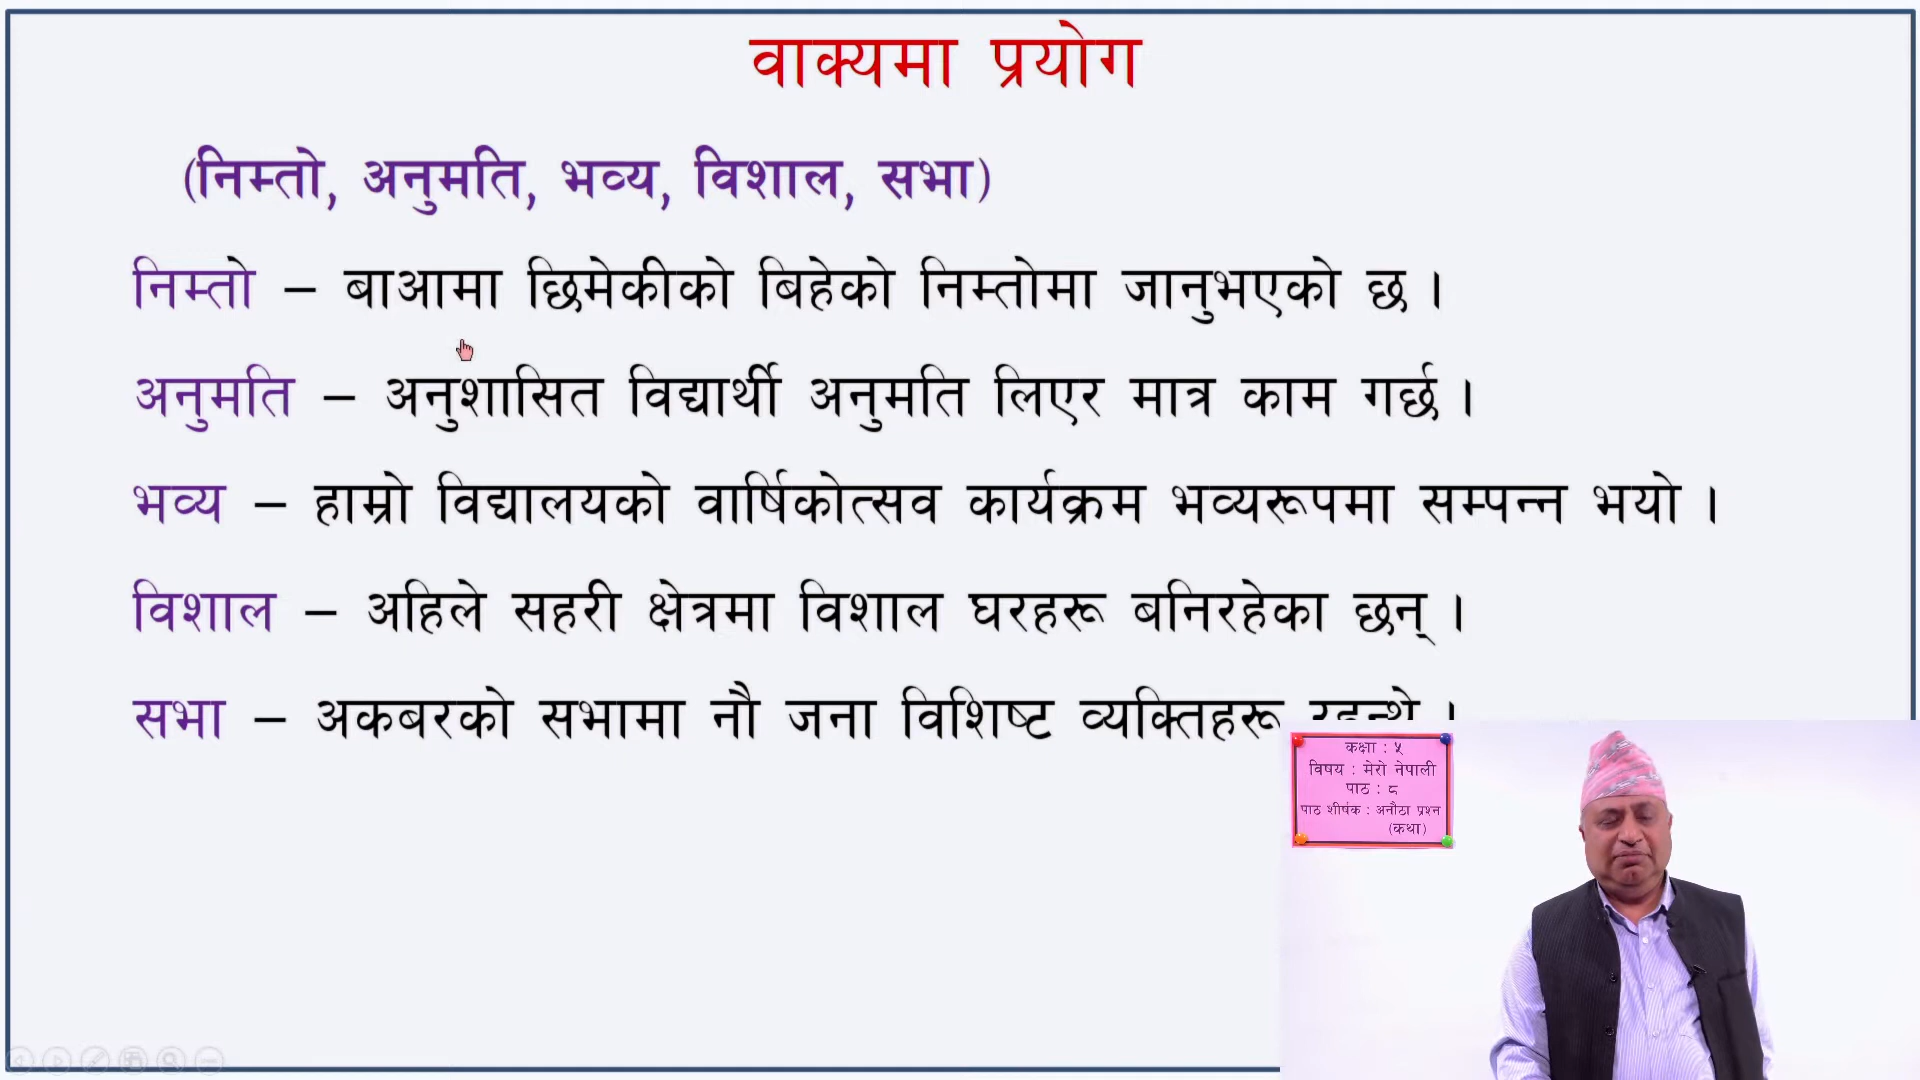 वाक्यमा प्रयोग
(निम्तो, अनुमति, भव्य, विशाल, सभा)
निम्तो – बाआमा छिमेकीको बिहेको निम्तोमा जानुभएको छ ।
अनुमति – अनुशासित विद्यार्थी अनुमति लिएर मात्र काम गर्छ ।
भव्य – हाम्रो विद्यालयको वार्षिकोत्सव कार्यक्रम भव्यरूपमा सम्पन्न भयो ।
विशाल – अहिले सहरी क्षेत्रमा विशाल घरहरू बनिरहेका छन् ।
सभा – अकबरको सभामा नौ जना विशिष्ट व्यक्तिहरू रहन्थे ।
कक्षा : ५
विषय : मेरो नेपाली
पाठ : ८
पाठ शीर्षक : अनौठा प्रश्न
(कथा)